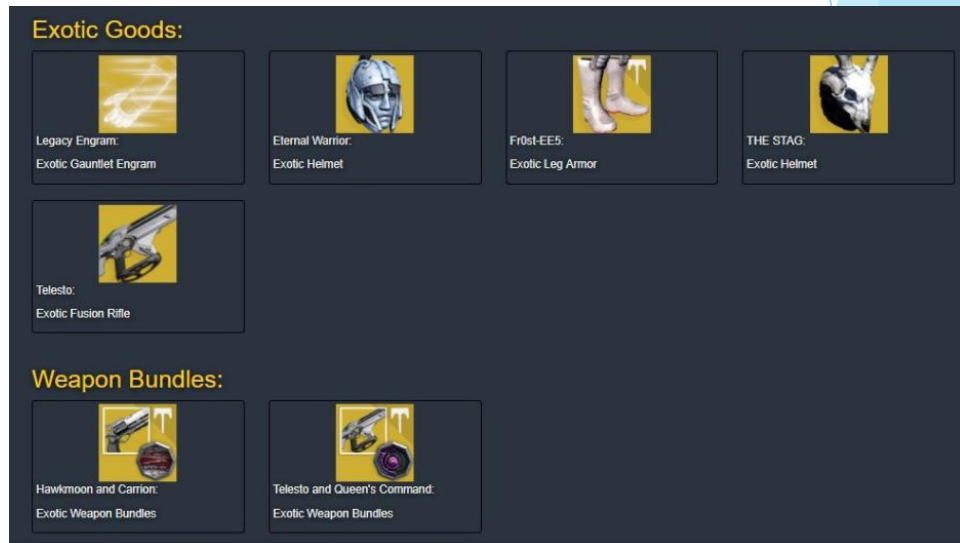 Exotic Goods:
Legacy Engram:
Exotic Gauntlet Engram
Eternal Warrior:
Exotic Helmet
Fr0st-EE5:
Exotic Leg Armor
THE STAG:
Exotic Helmet
Telesto:
Exotic Fusion Rifle
Weapon Bundles:
Hawkmoon and Carrion:
Exotic Weapon Bundles
Telesto and Queen's Command:
Exotic Weapon Bundles